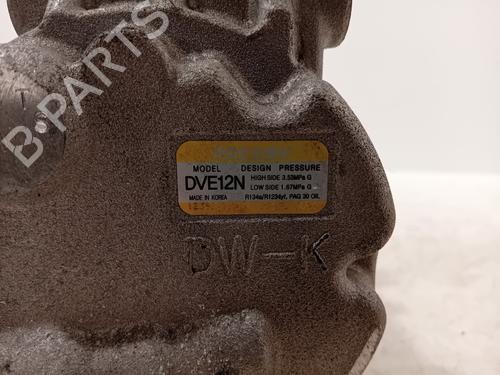 B-PARTS
MODEL DESIGN PRESSURE
DVE12N
HIGH SIDE 3.53MPa G
LOW SIDE 1.67MPa G
MADE IN KOREA
R134a/R1234yf, PAG 30 OIL
DW-K